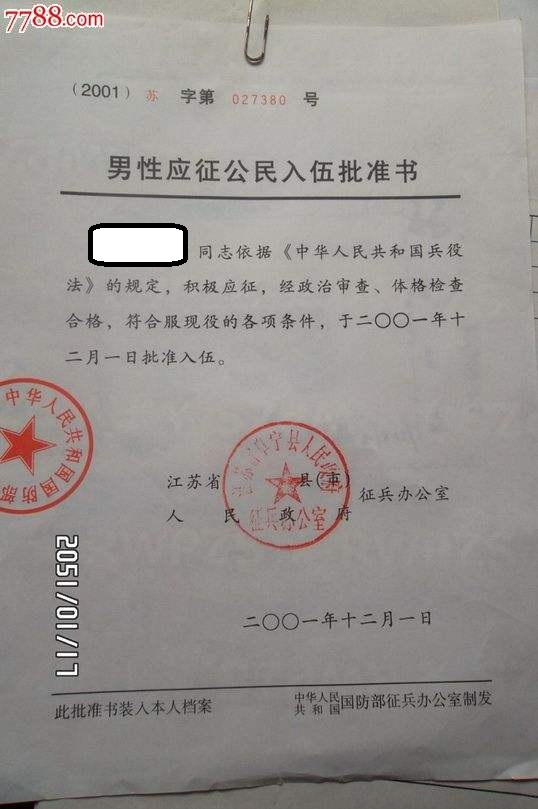 7788.com
(2001) 苏 字第 027380 号
男性应征公民入伍批准书
同志依据《中华人民共和国兵役
法》的规定，积极应征，经政治审查、体格检查
合格，符合服现役的各项条件，于二〇〇一年十
二月一日批准入伍。
中华人民共和国国防部
江苏省阜宁县人民政府
征兵办公室
江苏省 县(市) 征兵办公室
人民政府
二〇〇一年十二月一日
2051/01/17
此批准书装入本人档案
中华人民共和国国防部征兵办公室制发